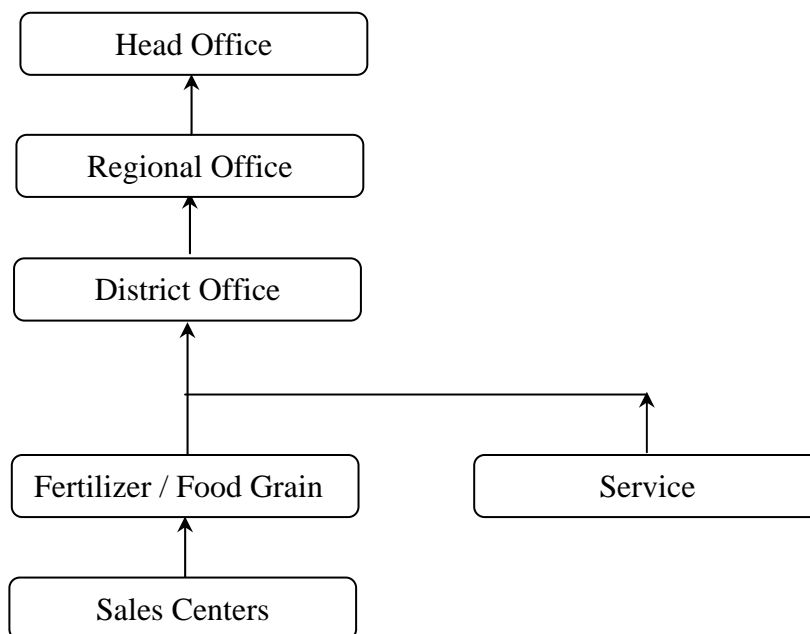 Head Office
Regional Office
District Office
Fertilizer / Food Grain
Service
Sales Centers